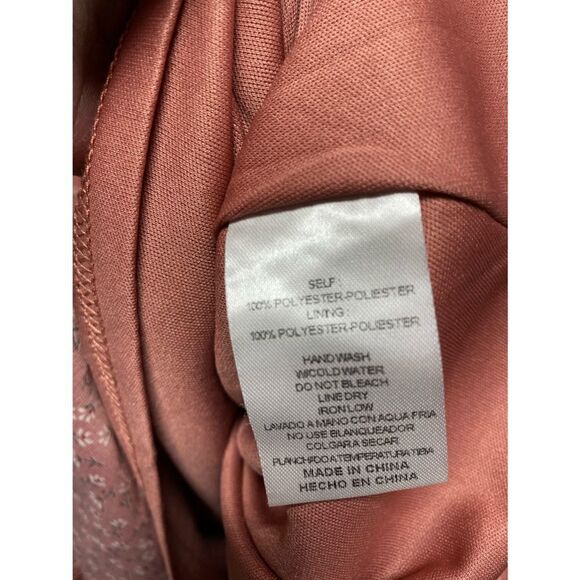 SELF :
100% POLYESTER-POLIESTER
LINING :
100% POLYESTER-POLIESTER
HAND WASH
W/COLD WATER
DO NOT BLEACH
LINE DRY
IRON LOW
LAVADO A MANO CON AQUA FRIA
NO USE BLANQUEADOR
COLGAR A SECAR
PLANCHADO A TEMPERATURA TIBIA
MADE IN CHINA
HECHO EN CHINA